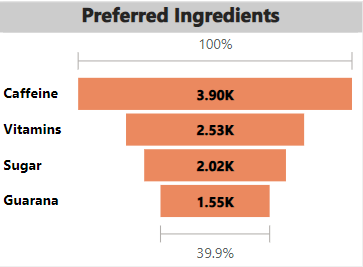 Preferred Ingredients
100%
Caffeine 3.90K
Vitamins 2.53K
Sugar 2.02K
Guarana 1.55K
39.9%